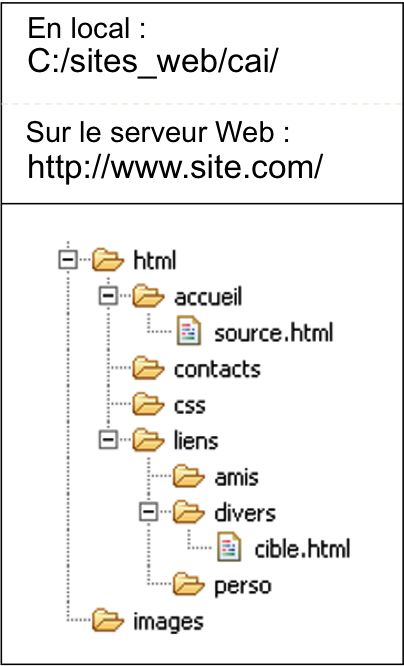 En local :
C:/sites_web/cai/
Sur le serveur Web :
http://www.site.com/
html
accueil
source.html
contacts
css
liens
amis
divers
cible.html
perso
images